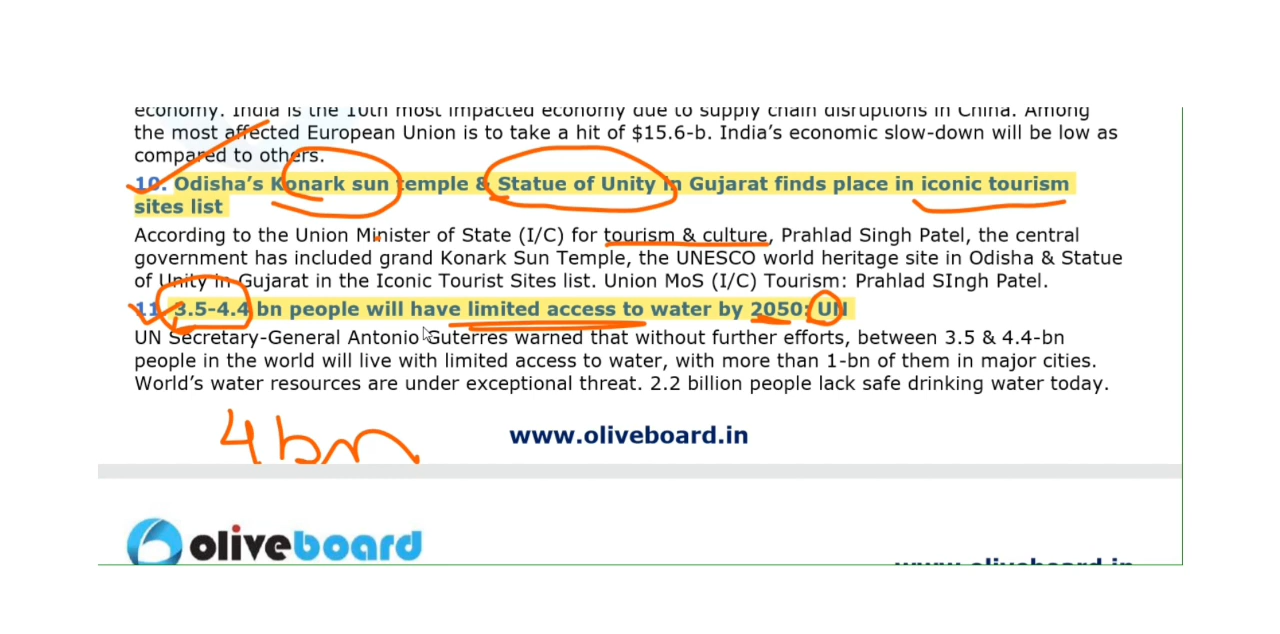 economy. India is the 10th most impacted economy due to supply chain disruptions in China. Among
the most affected European Union is to take a hit of $15.6-b. India's economic slow-down will be low as
compared to others.
10. Odisha's Konark sun temple & Statue of Unity in Gujarat finds place in iconic tourism
sites list
According to the Union Minister of State (I/C) for tourism & culture, Prahlad Singh Patel, the central
government has included grand Konark Sun Temple, the UNESCO world heritage site in Odisha & Statue
of Unity in Gujarat in the Iconic Tourist Sites list. Union MoS (I/C) Tourism: Prahlad SIngh Patel.
11. 3.5-4.4 bn people will have limited access to water by 2050: UN
UN Secretary-General Antonio Guterres warned that without further efforts, between 3.5 & 4.4-bn
people in the world will live with limited access to water, with more than 1-bn of them in major cities.
World's water resources are under exceptional threat. 2.2 billion people lack safe drinking water today.
4 bn
www.oliveboard.in
oliveboard
www.oliveboard.in